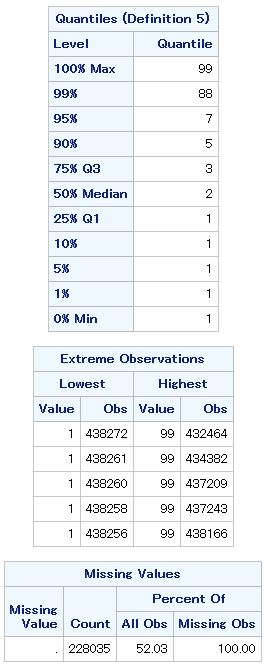 Quantiles (Definition 5)
Level Quantile
100% Max 99
99% 88
95% 7
90% 5
75% Q3 3
50% Median 2
25% Q1 1
10% 1
5% 1
1% 1
0% Min 1
Extreme Observations
Lowest Highest
Value Obs Value Obs
1 438272 99 432464
1 438261 99 434382
1 438260 99 437209
1 438258 99 437243
1 438256 99 438166
Missing Values
Missing Value Count Percent Of
All Obs Missing Obs
. 228035 52.03 100.00